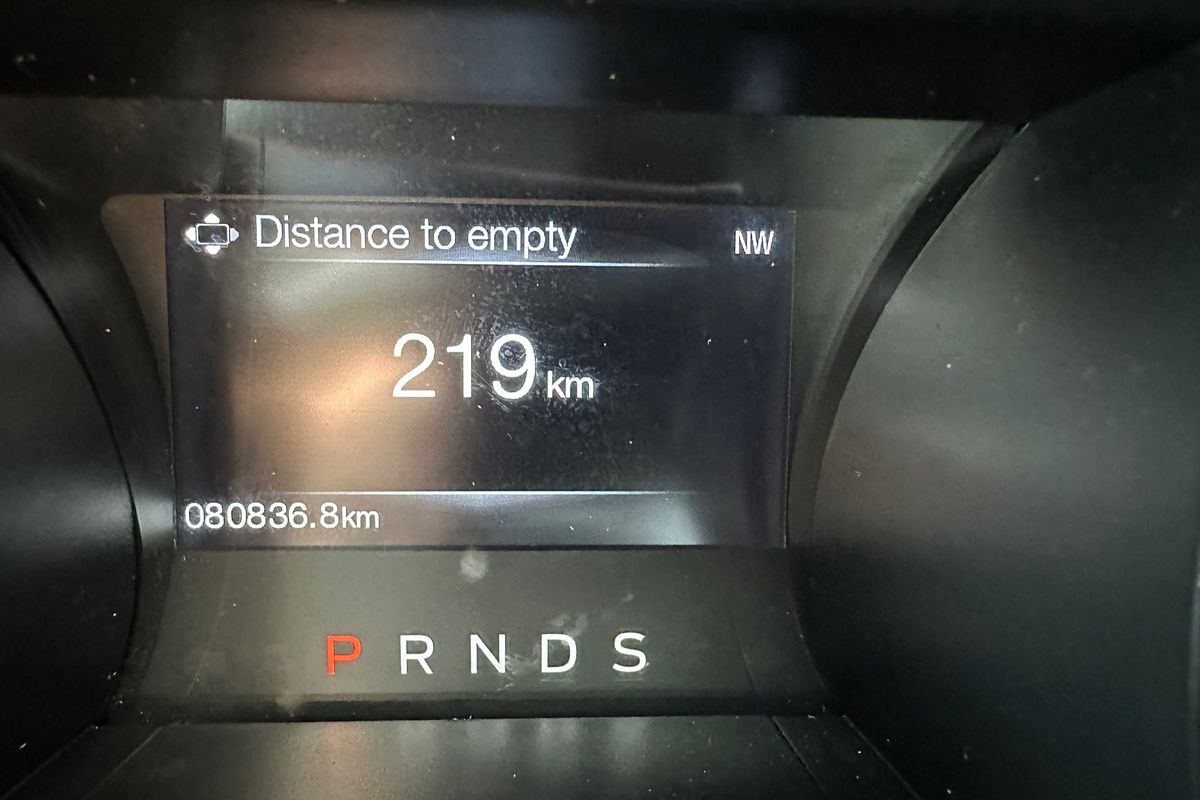 Distance to empty NW
219 km
080836.8km
P R N D S